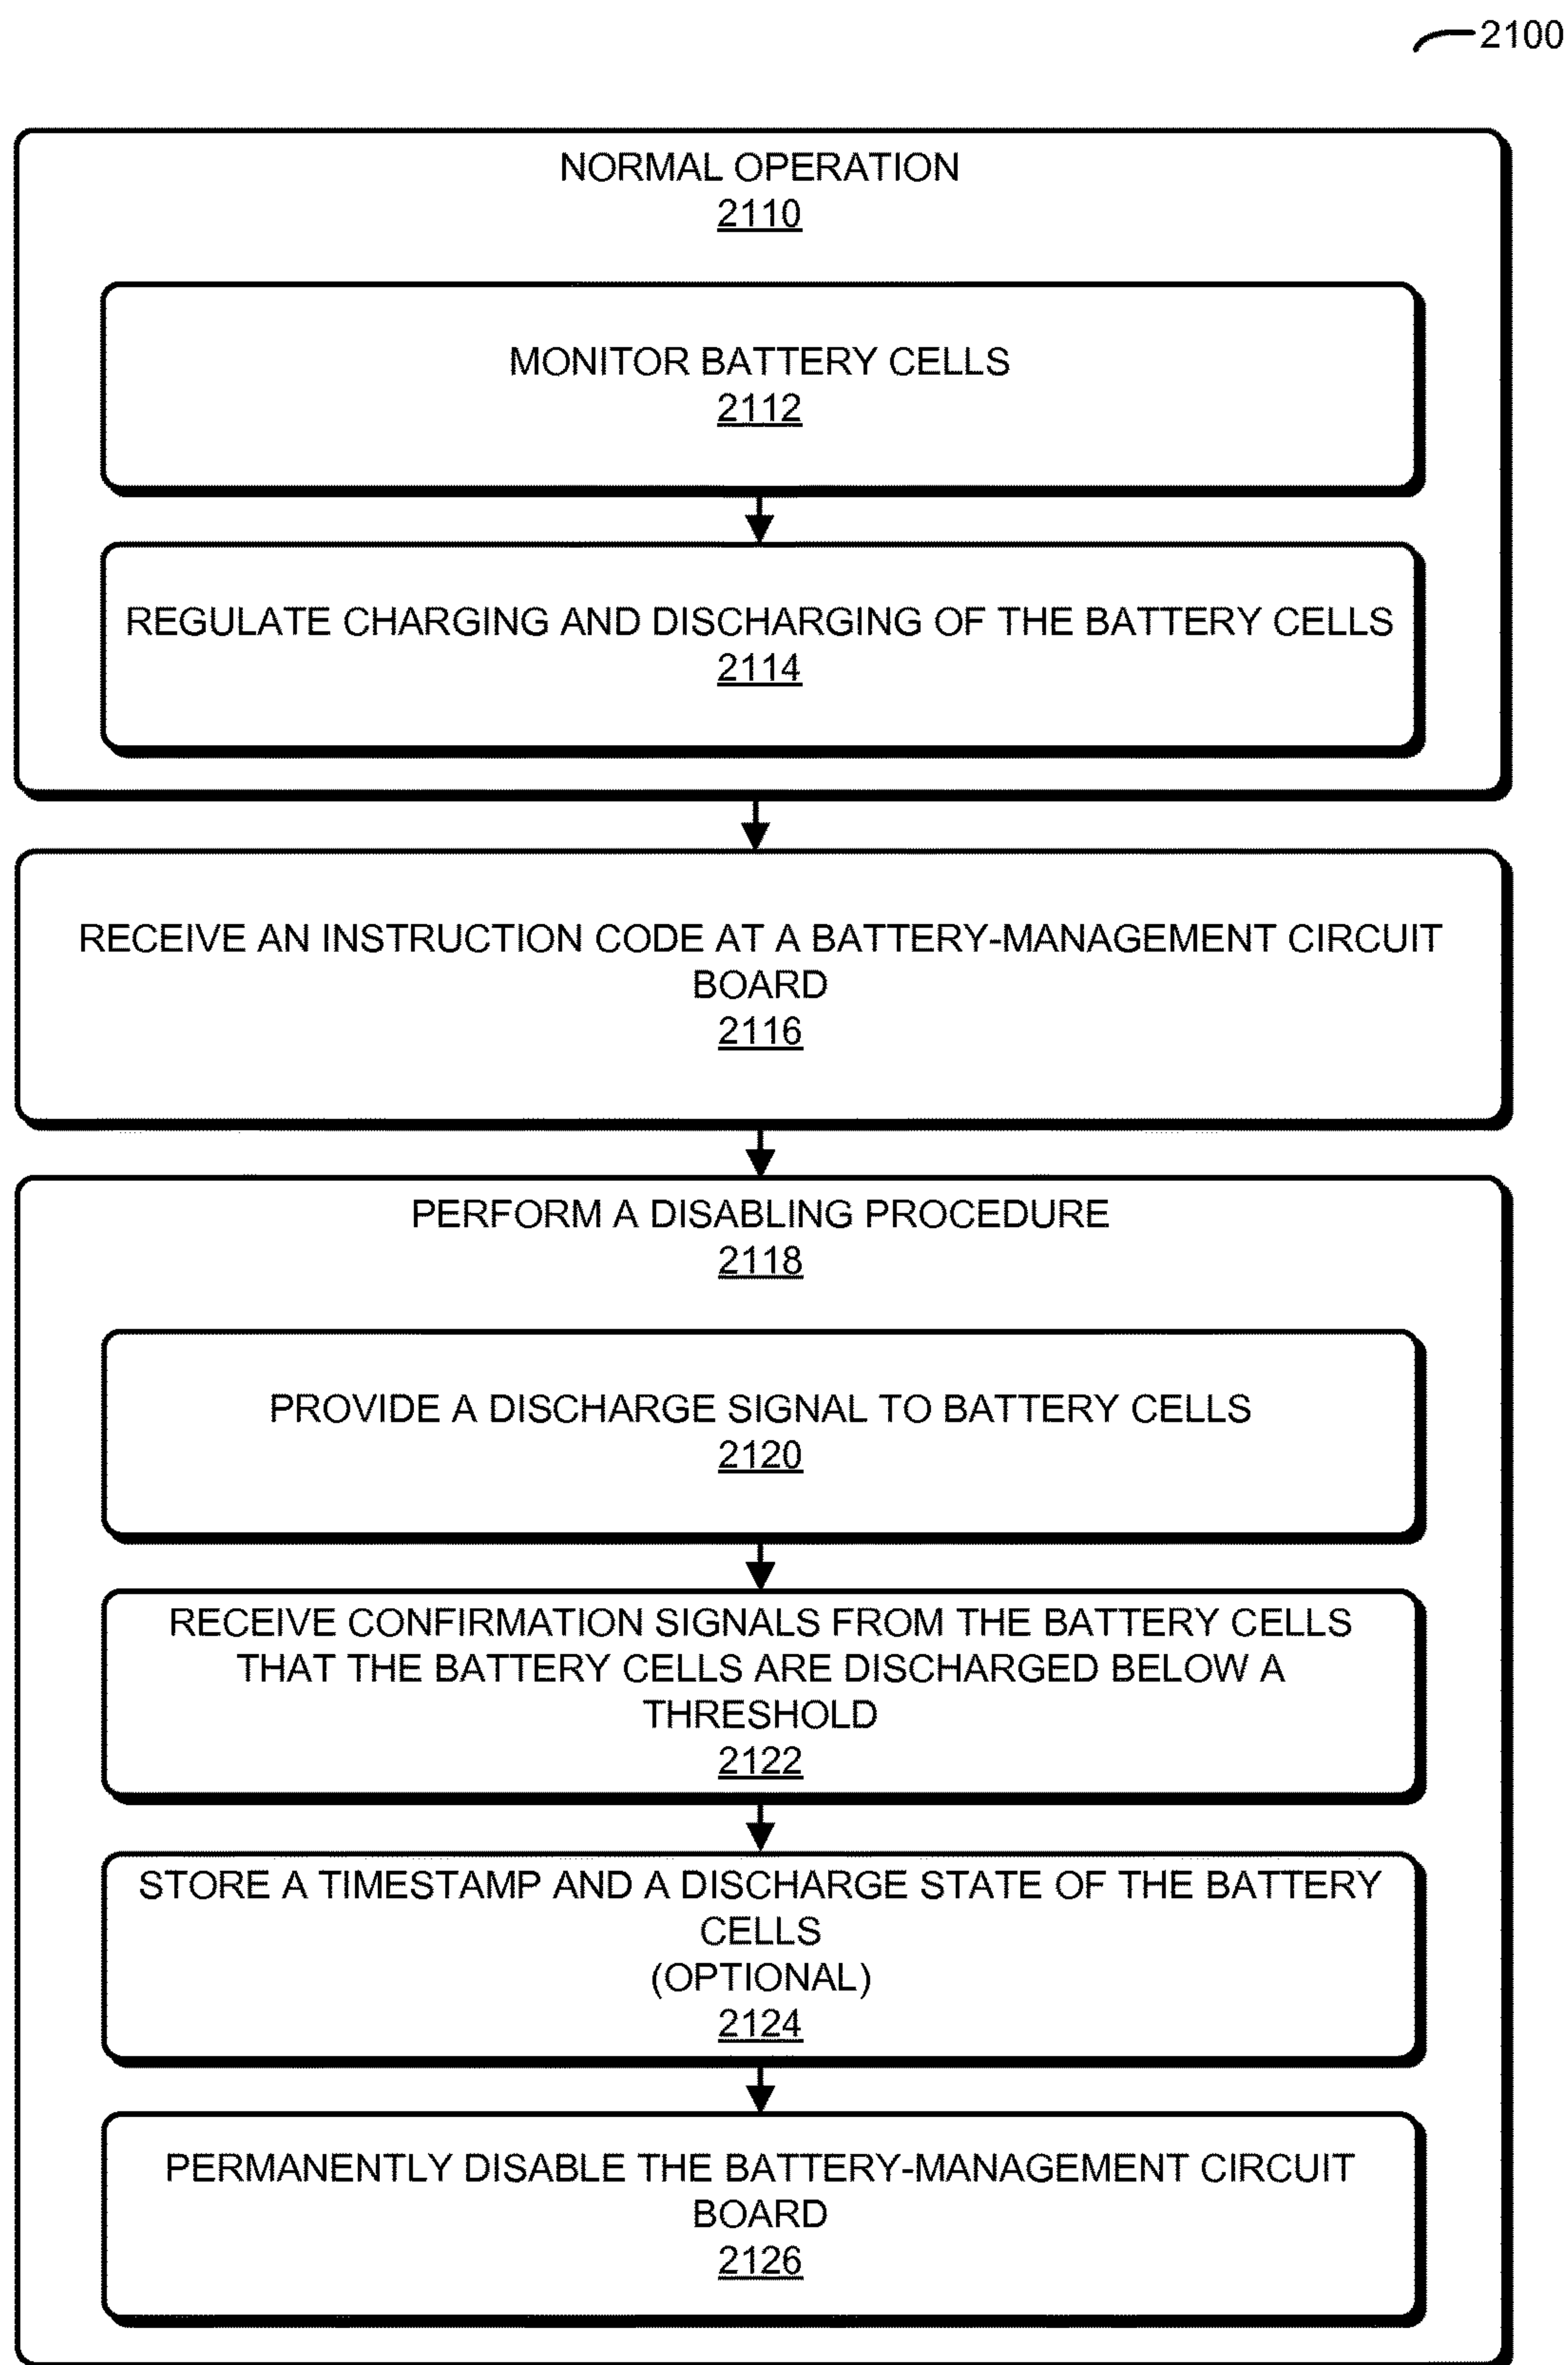 2100
NORMAL OPERATION
2110
MONITOR BATTERY CELLS
2112
REGULATE CHARGING AND DISCHARGING OF THE BATTERY CELLS
2114
RECEIVE AN INSTRUCTION CODE AT A BATTERY-MANAGEMENT CIRCUIT
BOARD
2116
PERFORM A DISABLING PROCEDURE
2118
PROVIDE A DISCHARGE SIGNAL TO BATTERY CELLS
2120
RECEIVE CONFIRMATION SIGNALS FROM THE BATTERY CELLS
THAT THE BATTERY CELLS ARE DISCHARGED BELOW A
THRESHOLD
2122
STORE A TIMESTAMP AND A DISCHARGE STATE OF THE BATTERY
CELLS
(OPTIONAL)
2124
PERMANENTLY DISABLE THE BATTERY-MANAGEMENT CIRCUIT
BOARD
2126